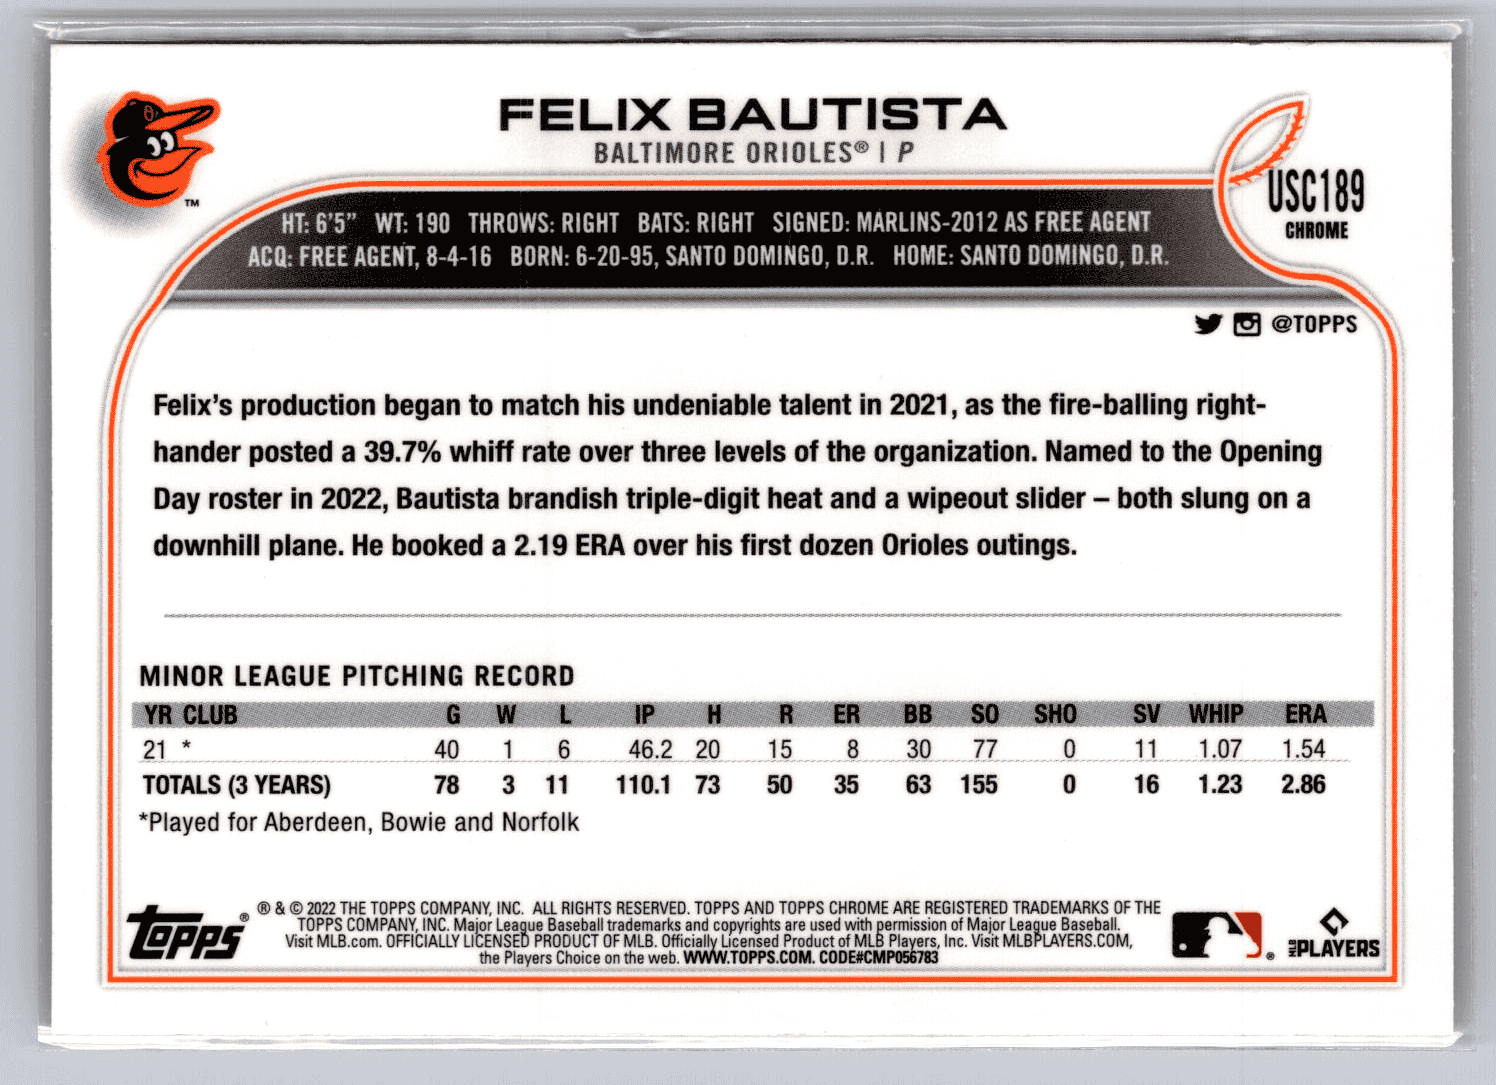 FELIX BAUTISTA
BALTIMORE ORIOLES® | P
USC189
CHROME
™
HT: 6'5" WT: 190 THROWS: RIGHT BATS: RIGHT SIGNED: MARLINS-2012 AS FREE AGENT
ACQ: FREE AGENT, 8-4-16 BORN: 6-20-95, SANTO DOMINGO, D.R. HOME: SANTO DOMINGO, D.R.
@TOPPS
Felix's production began to match his undeniable talent in 2021, as the fire-balling right-
hander posted a 39.7% whiff rate over three levels of the organization. Named to the Opening
Day roster in 2022, Bautista brandish triple-digit heat and a wipeout slider – both slung on a
downhill plane. He booked a 2.19 ERA over his first dozen Orioles outings.
MINOR LEAGUE PITCHING RECORD
YR CLUB G W L IP H R ER BB SO SHO SV WHIP ERA
21 * 40 1 6 46.2 20 15 8 30 77 0 11 1.07 1.54
TOTALS (3 YEARS) 78 3 11 110.1 73 50 35 63 155 0 16 1.23 2.86
*Played for Aberdeen, Bowie and Norfolk
Topps®
® & © 2022 THE TOPPS COMPANY, INC. ALL RIGHTS RESERVED. TOPPS AND TOPPS CHROME ARE REGISTERED TRADEMARKS OF THE
TOPPS COMPANY, INC. Major League Baseball trademarks and copyrights are used with permission of Major League Baseball.
Visit MLB.com. OFFICIALLY LICENSED PRODUCT OF MLB. Officially Licensed Product of MLB Players, Inc. Visit MLBPLAYERS.COM,
the Players Choice on the web. WWW.TOPPS.COM. CODE#CMP056783
®
MLB PLAYERS